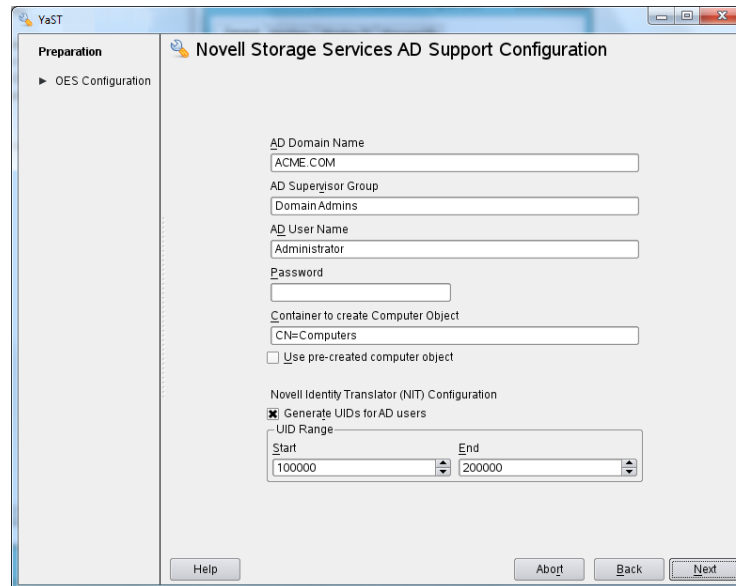 YaST
Preparation
OES Configuration
Novell Storage Services AD Support Configuration
AD Domain Name
ACME.COM
AD Supervisor Group
Domain Admins
AD User Name
Administrator
Password
Container to create Computer Object
CN=Computers
Use pre-created computer object
Novell Identity Translator (NIT) Configuration
Generate UIDs for AD users
UID Range
Start End
100000 200000
Help Abort Back Next